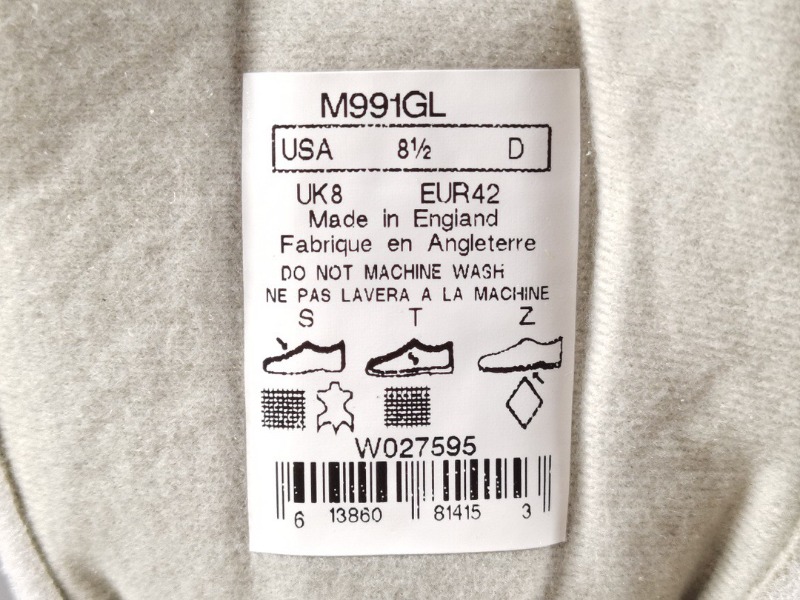 M991GL
USA 8½ D
UK8 EUR42
Made in England
Fabrique en Angleterre
DO NOT MACHINE WASH
NE PAS LAVERA A LA MACHINE
S T Z
W027595
6 13860 81415 3